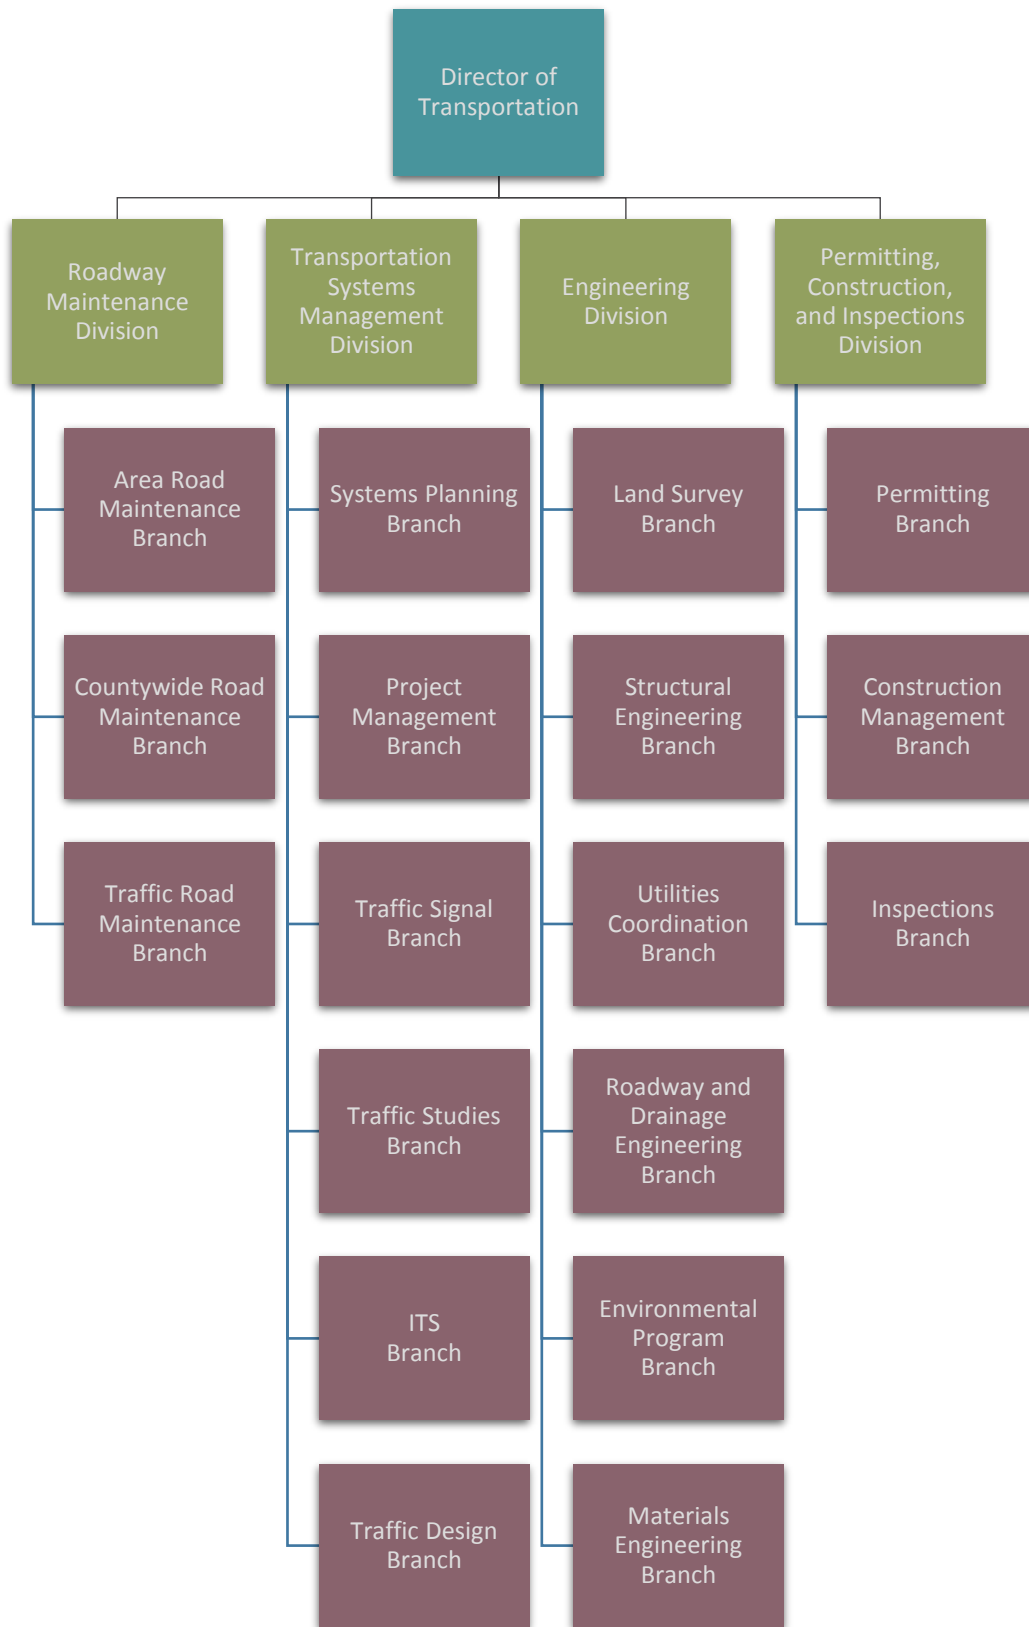 Director of
Transportation
Roadway
Maintenance
Division
Transportation
Systems
Management
Division
Engineering
Division
Permitting,
Construction,
and Inspections
Division
Area Road
Maintenance
Branch
Systems Planning
Branch
Land Survey
Branch
Permitting
Branch
Countywide Road
Maintenance
Branch
Project
Management
Branch
Structural
Engineering
Branch
Construction
Management
Branch
Traffic Road
Maintenance
Branch
Traffic Signal
Branch
Utilities
Coordination
Branch
Inspections
Branch
Traffic Studies
Branch
Roadway and
Drainage
Engineering
Branch
ITS
Branch
Environmental
Program
Branch
Traffic Design
Branch
Materials
Engineering
Branch